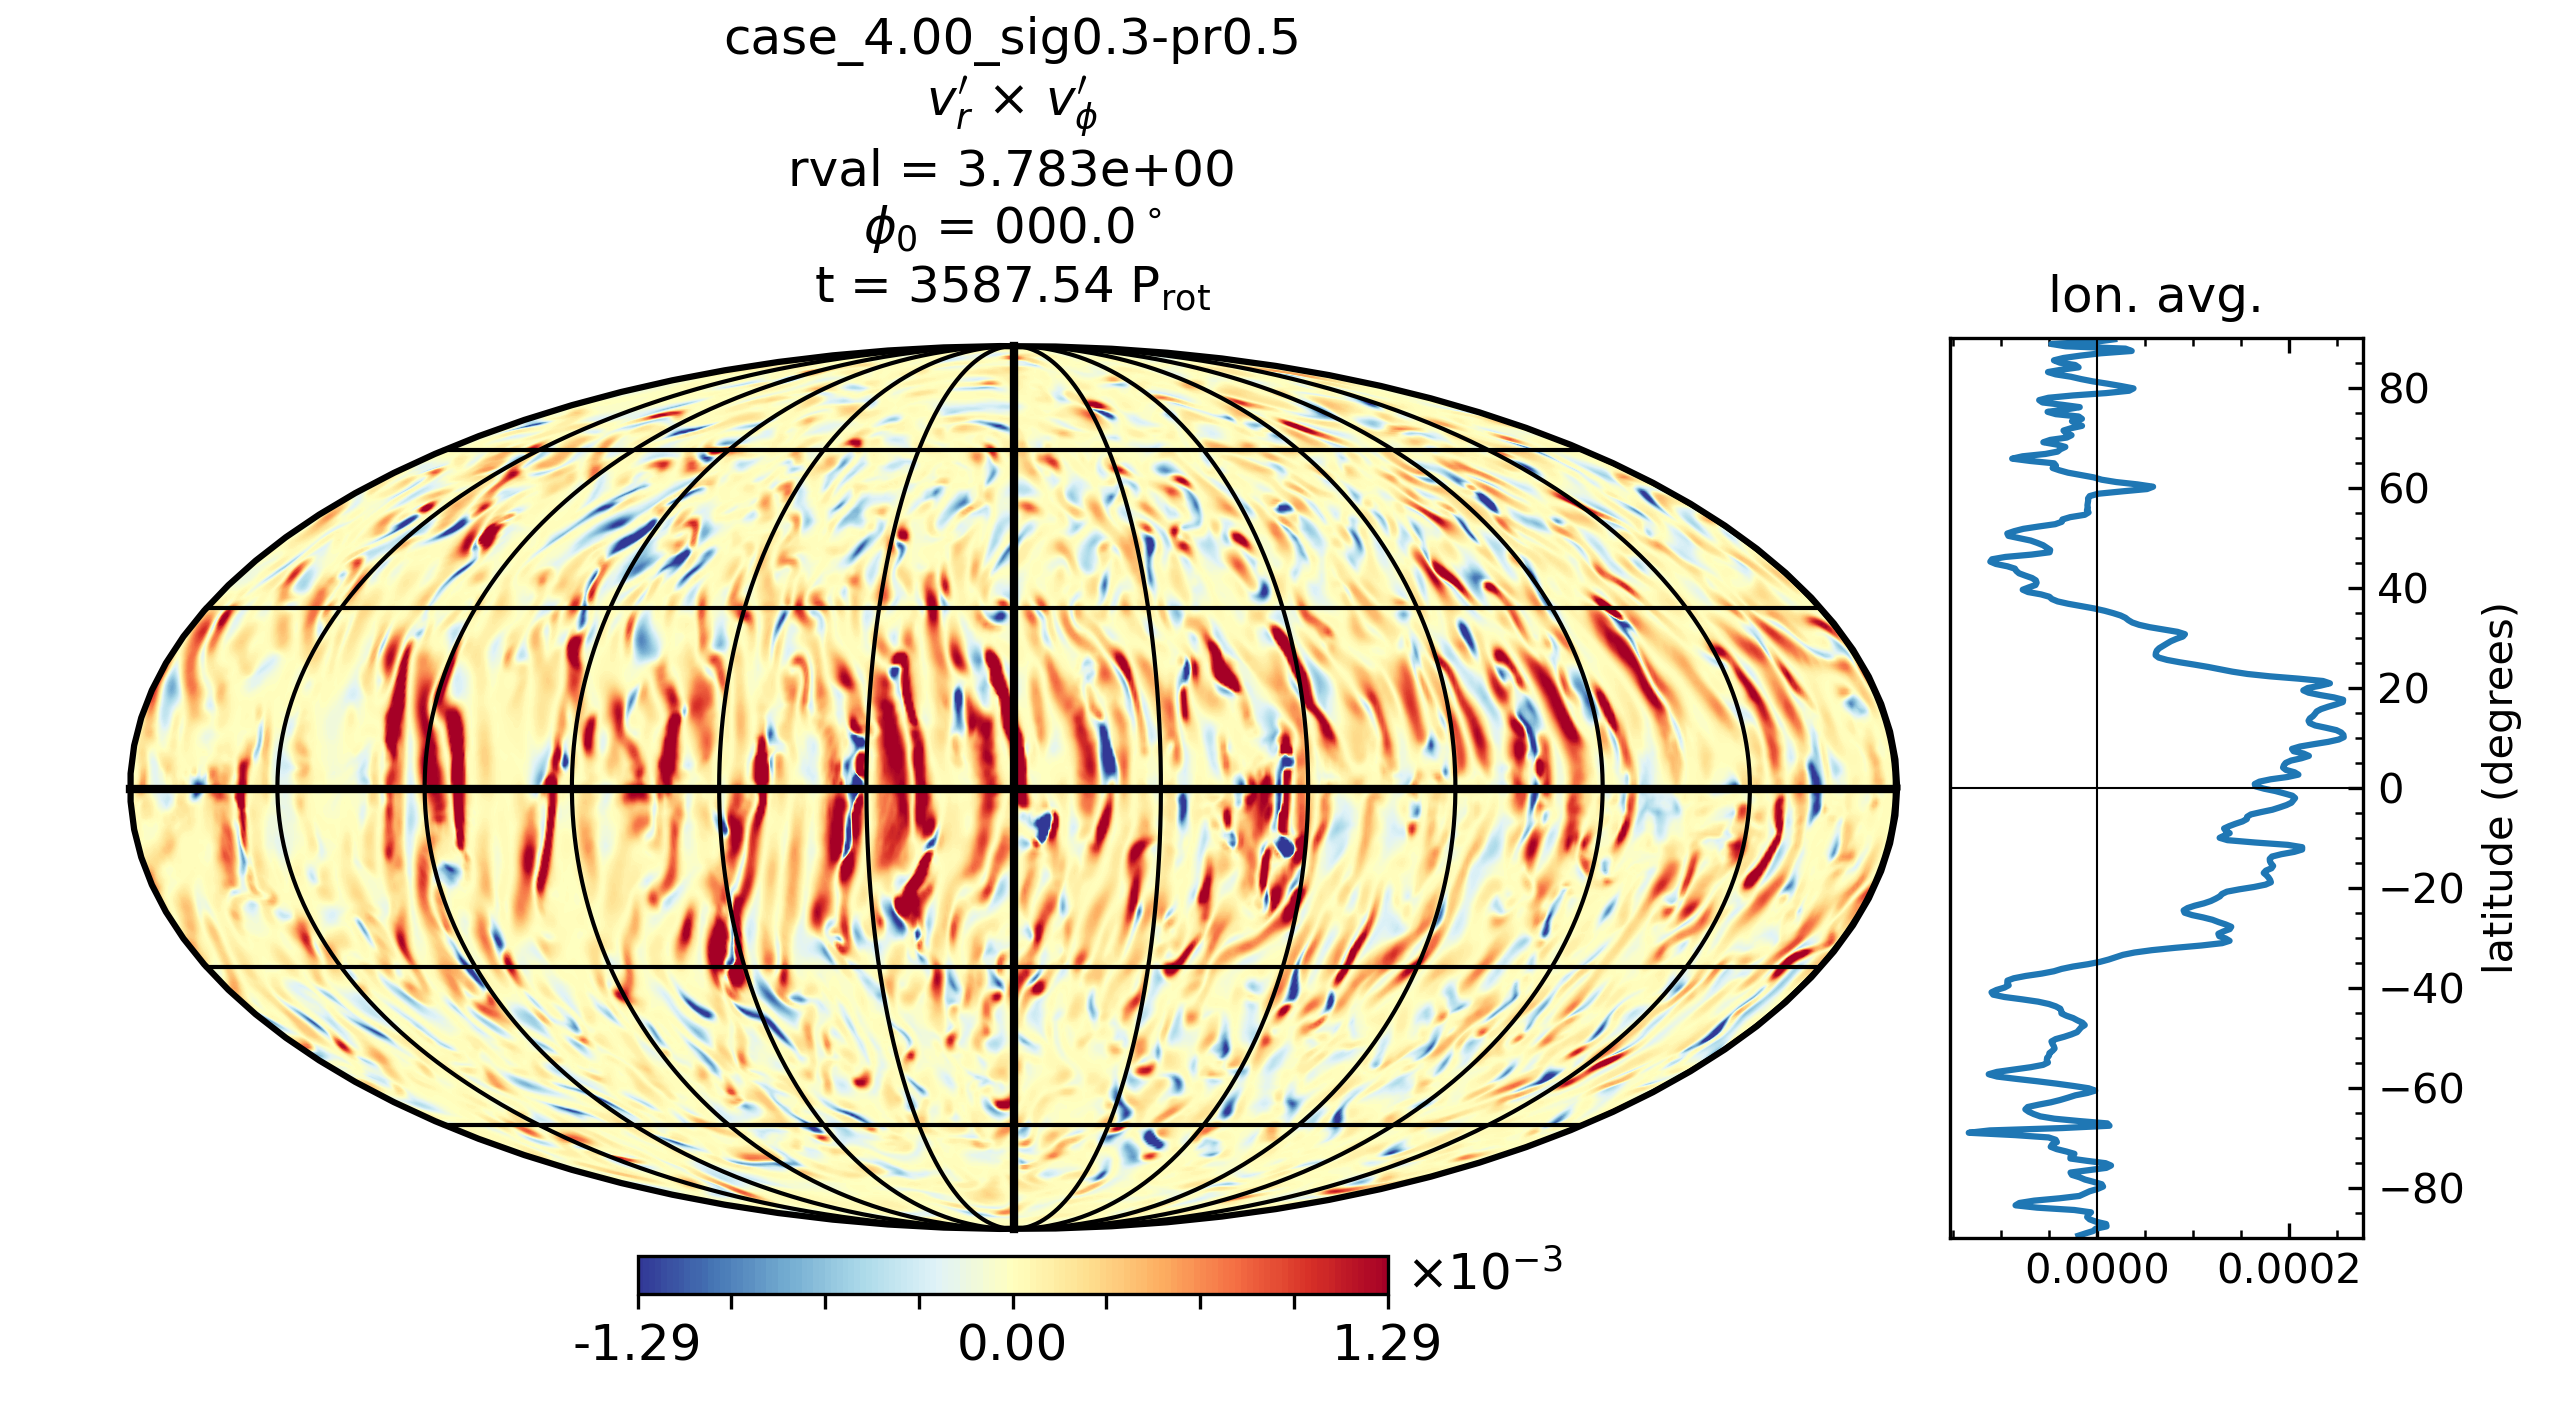 case_4.00_sig0.3-pr0.5
v′r × v′ϕ
rval = 3.783e+00
ϕ0 = 000.0°
t = 3587.54 Prot
lon. avg.
80
60
40
20
0
−20
−40
−60
−80
latitude (degrees)
0.0000 0.0002
×10−3
-1.29 0.00 1.29